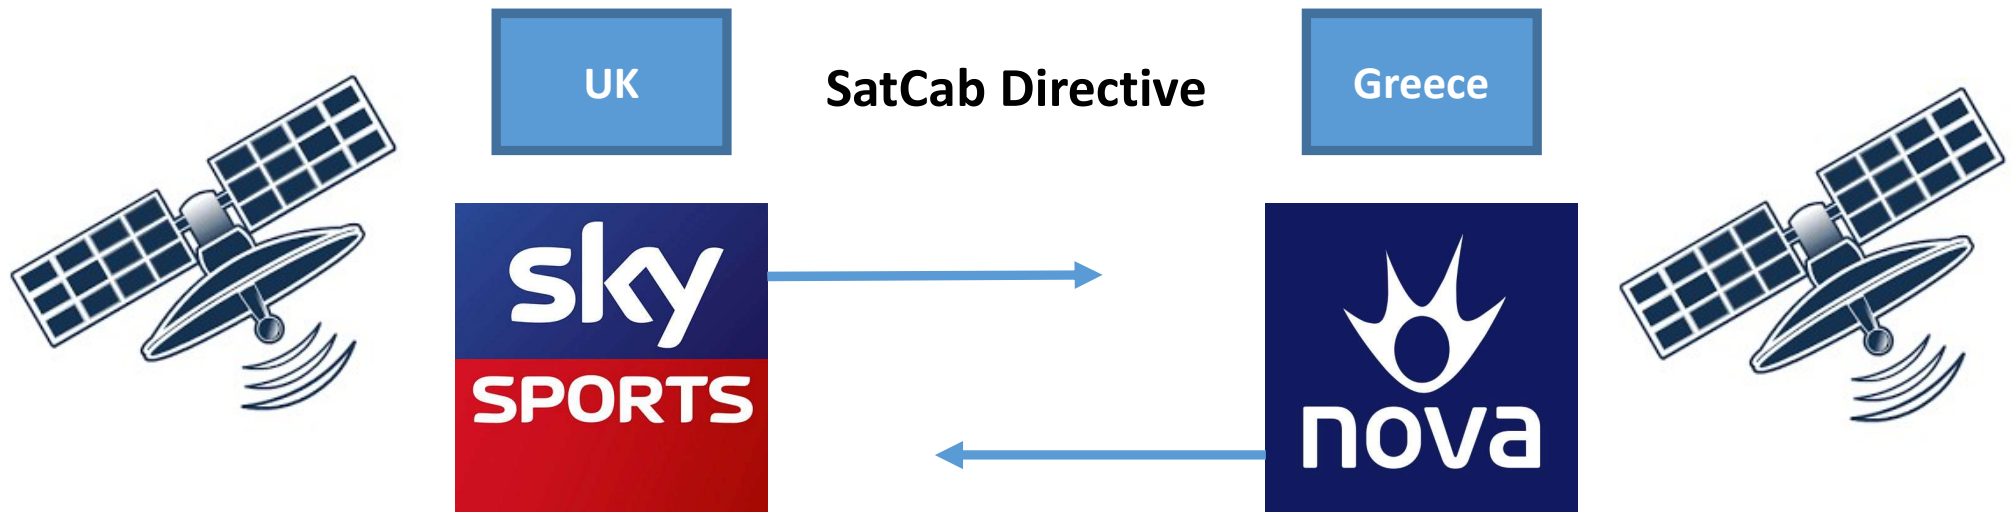 UK
SatCab Directive
Greece
sky
SPORTS
nova